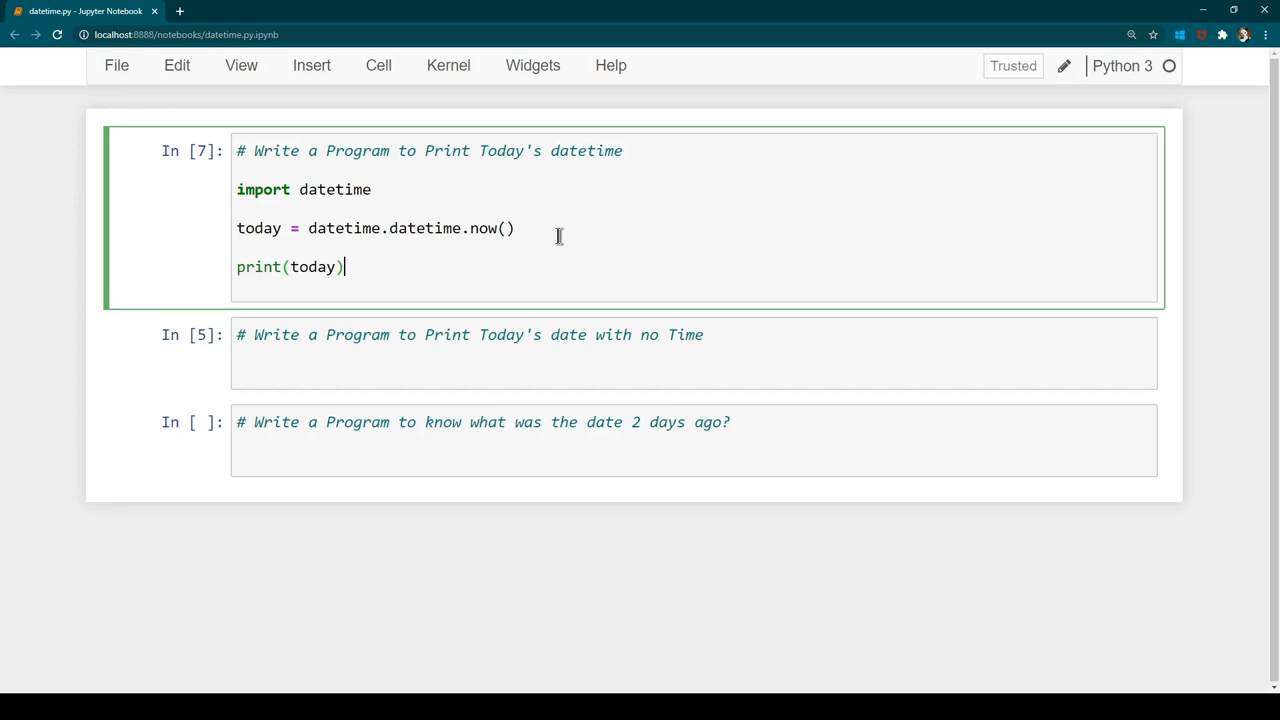 datetime.py - Jupyter Notebook
localhost:8888/notebooks/datetime.py.ipynb
File Edit View Insert Cell Kernel Widgets Help Trusted Python 3
In [7]: # Write a Program to Print Today's datetime
import datetime
today = datetime.datetime.now()
print(today)
In [5]: # Write a Program to Print Today's date with no Time
In [ ]: # Write a Program to know what was the date 2 days ago?